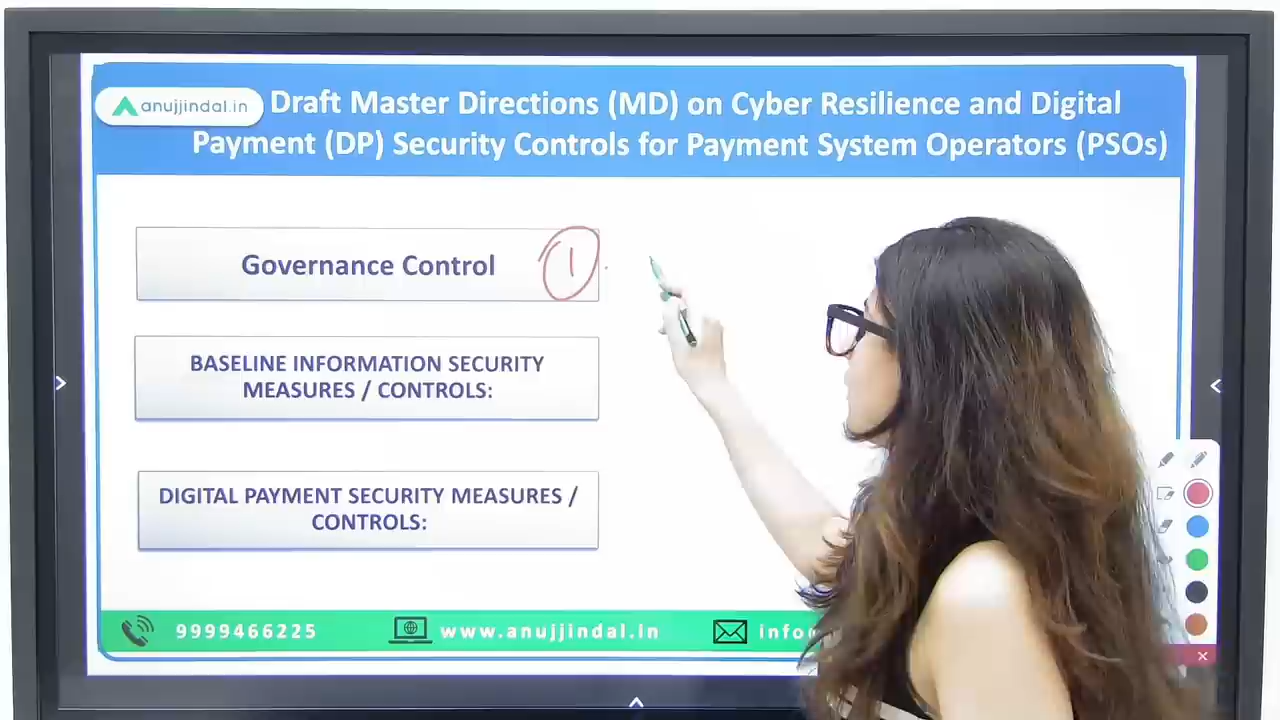 anujjindal.in
Draft Master Directions (MD) on Cyber Resilience and Digital
Payment (DP) Security Controls for Payment System Operators (PSOs)
Governance Control 1
BASELINE INFORMATION SECURITY
MEASURES / CONTROLS:
DIGITAL PAYMENT SECURITY MEASURES /
CONTROLS:
9999466225 www.anujjindal.in